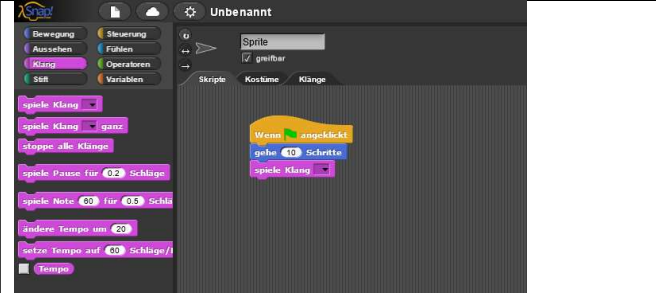 Snap!
Unbenannt
Bewegung
Steuerung
Aussehen
Fühlen
Klang
Operatoren
Stift
Variablen
Sprite
greifbar
Skripte
Kostüme
Klänge
spiele Klang
spiele Klang ganz
stoppe alle Klänge
spiele Pause für 0.2 Schläge
spiele Note 60 für 0.5 Schlä
ändere Tempo um 20
setze Tempo auf 60 Schläge/
Tempo
Wenn angeklickt
gehe 10 Schritte
spiele Klang